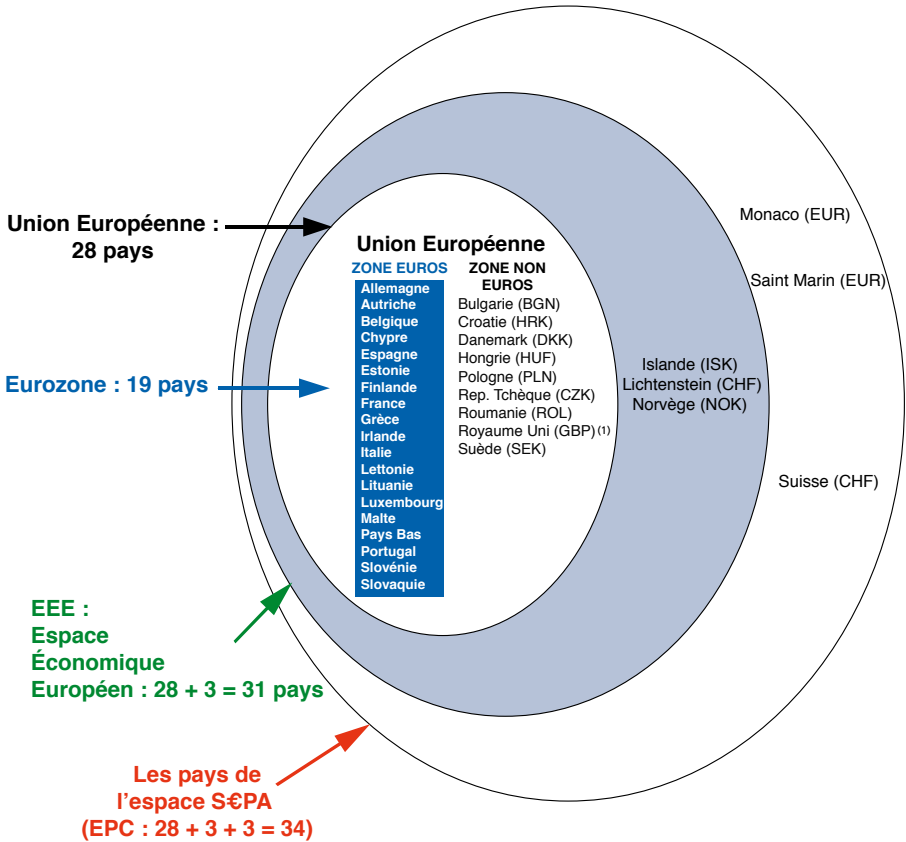 Union Européenne :
28 pays
Eurozone : 19 pays
EEE :
Espace
Économique
Européen : 28 + 3 = 31 pays
Les pays de
l'espace S€PA
(EPC : 28 + 3 + 3 = 34)
Union Européenne
ZONE EUROS
Allemagne
Autriche
Belgique
Chypre
Espagne
Estonie
Finlande
France
Grèce
Irlande
Italie
Lettonie
Lituanie
Luxembourg
Malte
Pays Bas
Portugal
Slovénie
Slovaquie
ZONE NON
EUROS
Bulgarie (BGN)
Croatie (HRK)
Danemark (DKK)
Hongrie (HUF)
Pologne (PLN)
Rep. Tchèque (CZK)
Roumanie (ROL)
Royaume Uni (GBP) (1)
Suède (SEK)
Islande (ISK)
Lichtenstein (CHF)
Norvège (NOK)
Monaco (EUR)
Saint Marin (EUR)
Suisse (CHF)